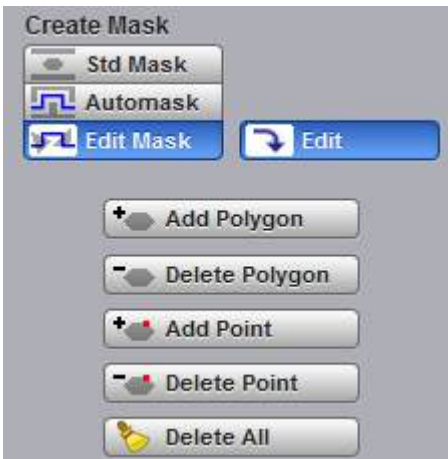 Create Mask
Std Mask
Automask
Edit Mask Edit
Add Polygon
Delete Polygon
Add Point
Delete Point
Delete All